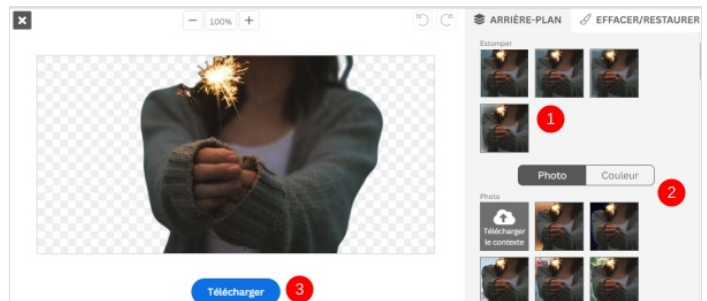 100%
ARRIÈRE-PLAN
EFFACER/RESTAURER
Estamper
1
Photo
Couleur
2
Photo
Télécharger
le contexte
Télécharger
3